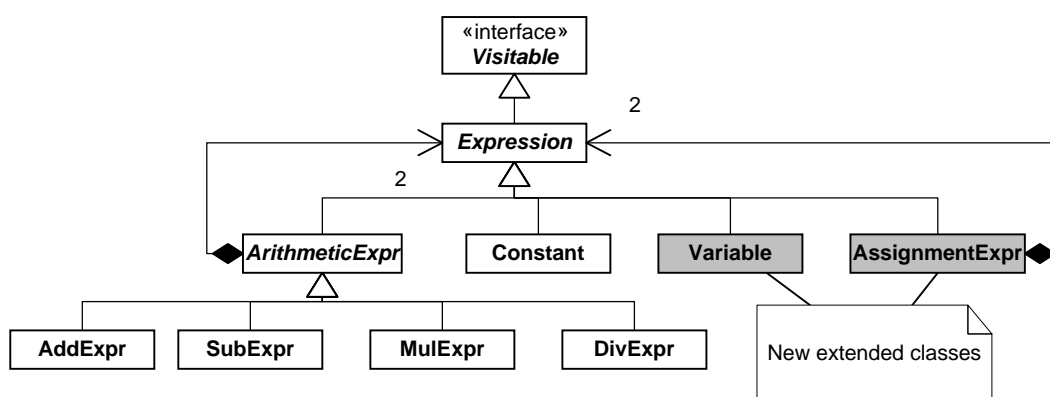 «interface»
Visitable
2
Expression
2
ArithmeticExpr
Constant
Variable
AssignmentExpr
AddExpr
SubExpr
MulExpr
DivExpr
New extended classes